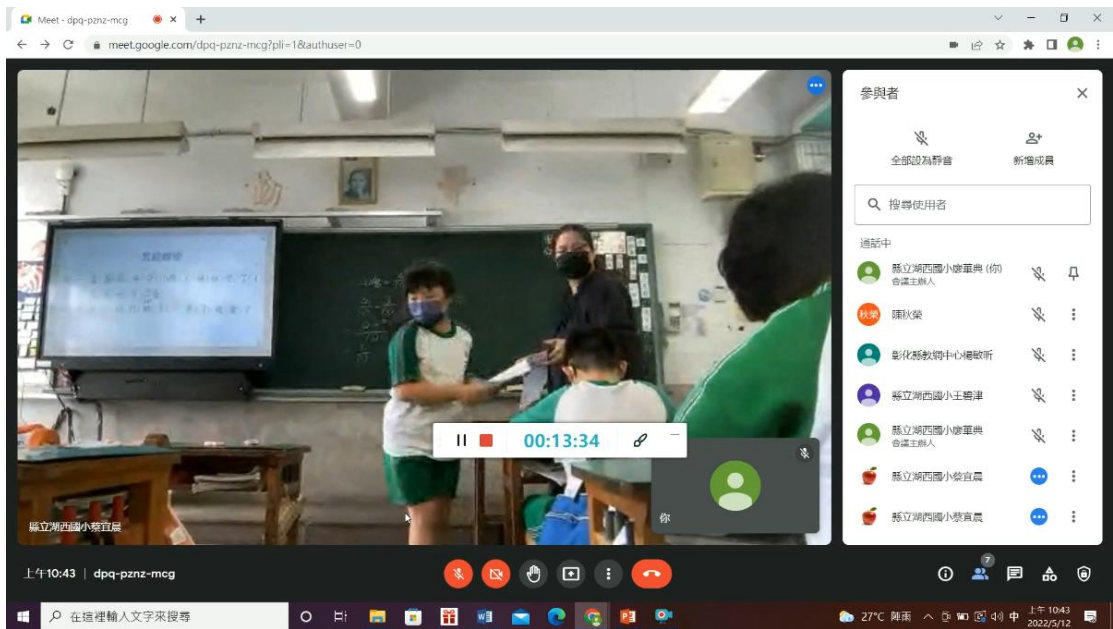 Meet - dpq-pznz-mcg
meet.google.com/dpq-pznz-mcg?pli=1&authuser=0
參與者
全部設為靜音
新增成員
搜尋使用者
通話中
縣立湖西國小廖華典 (你)
會議主辦人
秋榮
陳秋榮
彰化縣教網中心楊敏昕
縣立湖西國小王碧津
縣立湖西國小廖華典
會議主辦人
縣立湖西國小蔡宜晨
縣立湖西國小蔡宜晨
00:13:34
你
縣立湖西國小蔡宜晨
上午10:43 | dpq-pznz-mcg
7
在這裡輸入文字來搜尋
27°C 陣雨
中
上午 10:43
2022/5/12